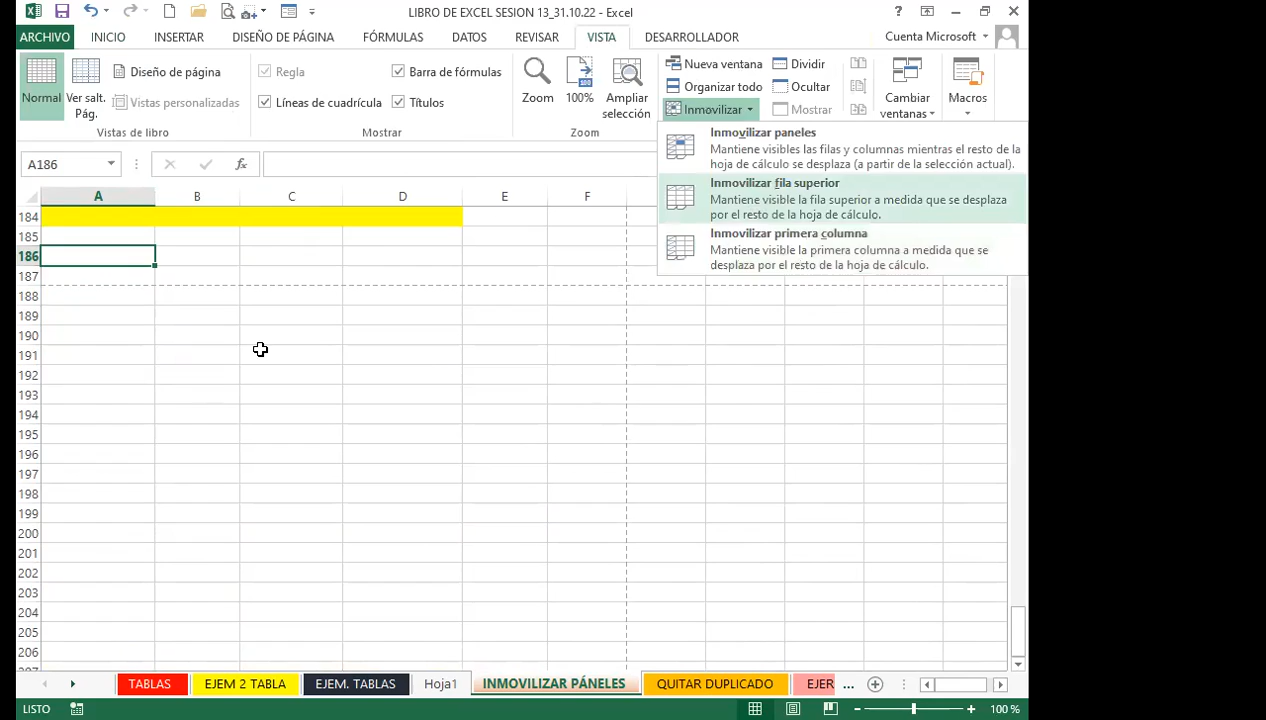 LIBRO DE EXCEL SESION 13_31.10.22 - Excel
?
ARCHIVO INICIO INSERTAR DISEÑO DE PÁGINA FÓRMULAS DATOS REVISAR VISTA DESARROLLADOR Cuenta Microsoft
Normal
Ver salt.
Pág.
Diseño de página
Vistas personalizadas
Vistas de libro
Regla
Barra de fórmulas
Líneas de cuadrícula
Títulos
Mostrar
Zoom
100%
Ampliar
selección
Zoom
Nueva ventana
Organizar todo
Inmovilizar
Dividir
Ocultar
Mostrar
Cambiar
ventanas
Macros
Inmovilizar paneles
Mantiene visibles las filas y columnas mientras el resto de la
hoja de cálculo se desplaza (a partir de la selección actual).
Inmovilizar fila superior
Mantiene visible la fila superior a medida que se desplaza
por el resto de la hoja de cálculo.
Inmovilizar primera columna
Mantiene visible la primera columna a medida que se
desplaza por el resto de la hoja de cálculo.
A186
fx
A B C D E F
184
185
186
187
188
189
190
191
192
193
194
195
196
197
198
199
200
201
202
203
204
205
206
207
TABLAS EJEM 2 TABLA EJEM. TABLAS Hoja1 INMOVILIZAR PÁNELES QUITAR DUPLICADO EJER ...
LISTO
100 %